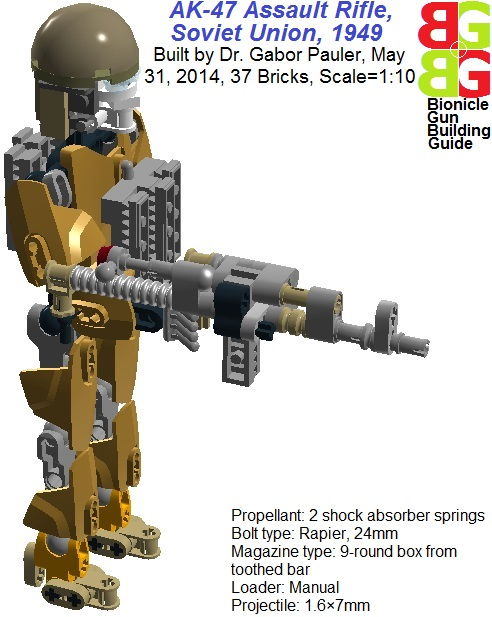 AK-47 Assault Rifle,
Soviet Union, 1949
Built by Dr. Gabor Pauler, May
31, 2014, 37 Bricks, Scale=1:10
BG
BG
Bionicle
Gun
Building
Guide
Propellant: 2 shock absorber springs
Bolt type: Rapier, 24mm
Magazine type: 9-round box from
toothed bar
Loader: Manual
Projectile: 1.6×7mm